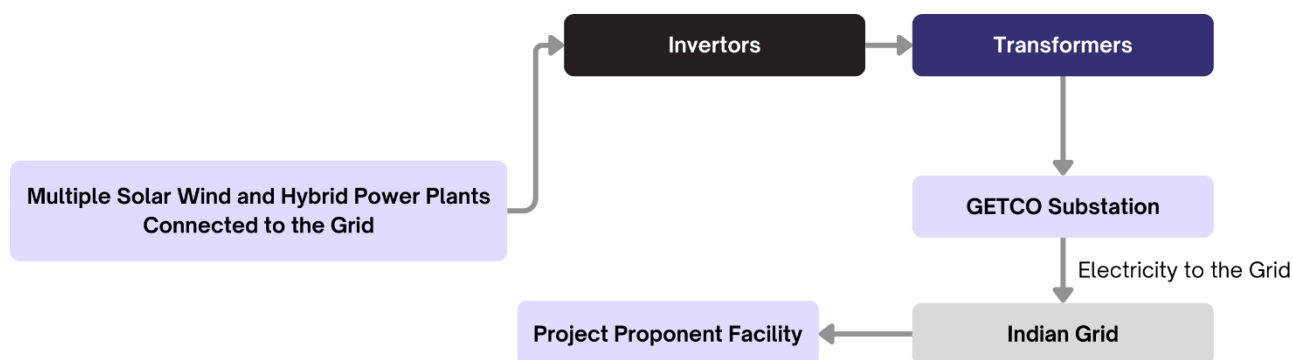 Invertors
Transformers
Multiple Solar Wind and Hybrid Power Plants
Connected to the Grid
GETCO Substation
Electricity to the Grid
Project Proponent Facility
Indian Grid